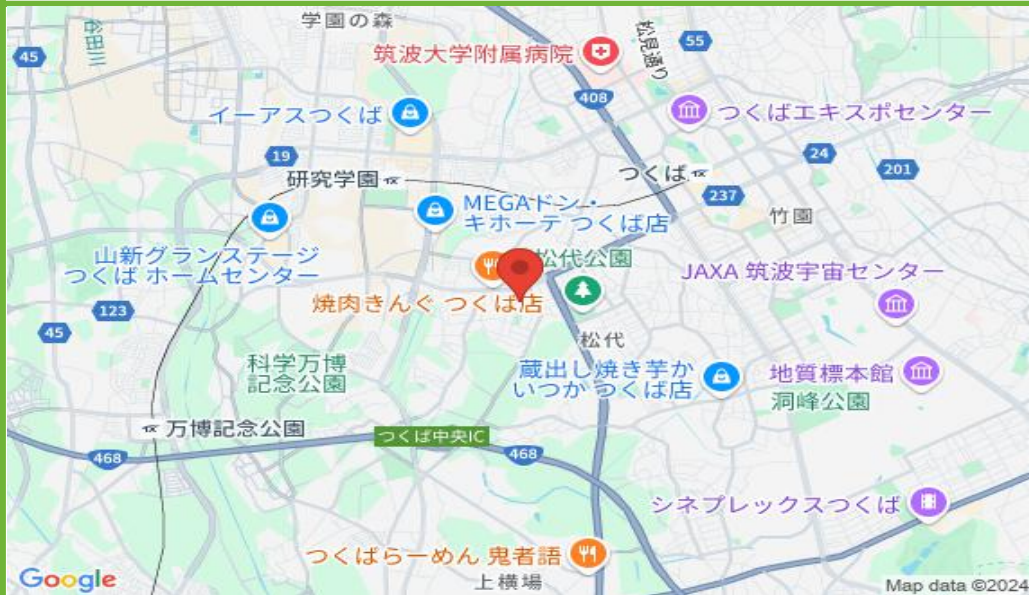 学園の森
谷田川
45
筑波大学附属病院
松見通り
55
408
イーアスつくば
つくばエキスポセンター
19
研究学園
つくば
24
201
237
MEGAドン・
キホーテ つくば店
竹園
山新グランステージ
つくば ホームセンター
松代公園
JAXA 筑波宇宙センター
焼肉きんぐ つくば店
123
45
松代
科学万博
記念公園
蔵出し焼き芋か
いつか つくば店
地質標本館
洞峰公園
万博記念公園
つくば中央IC
468
468
シネプレックスつくば
つくばらーめん 鬼者語
上横場
Google
Map data ©2024